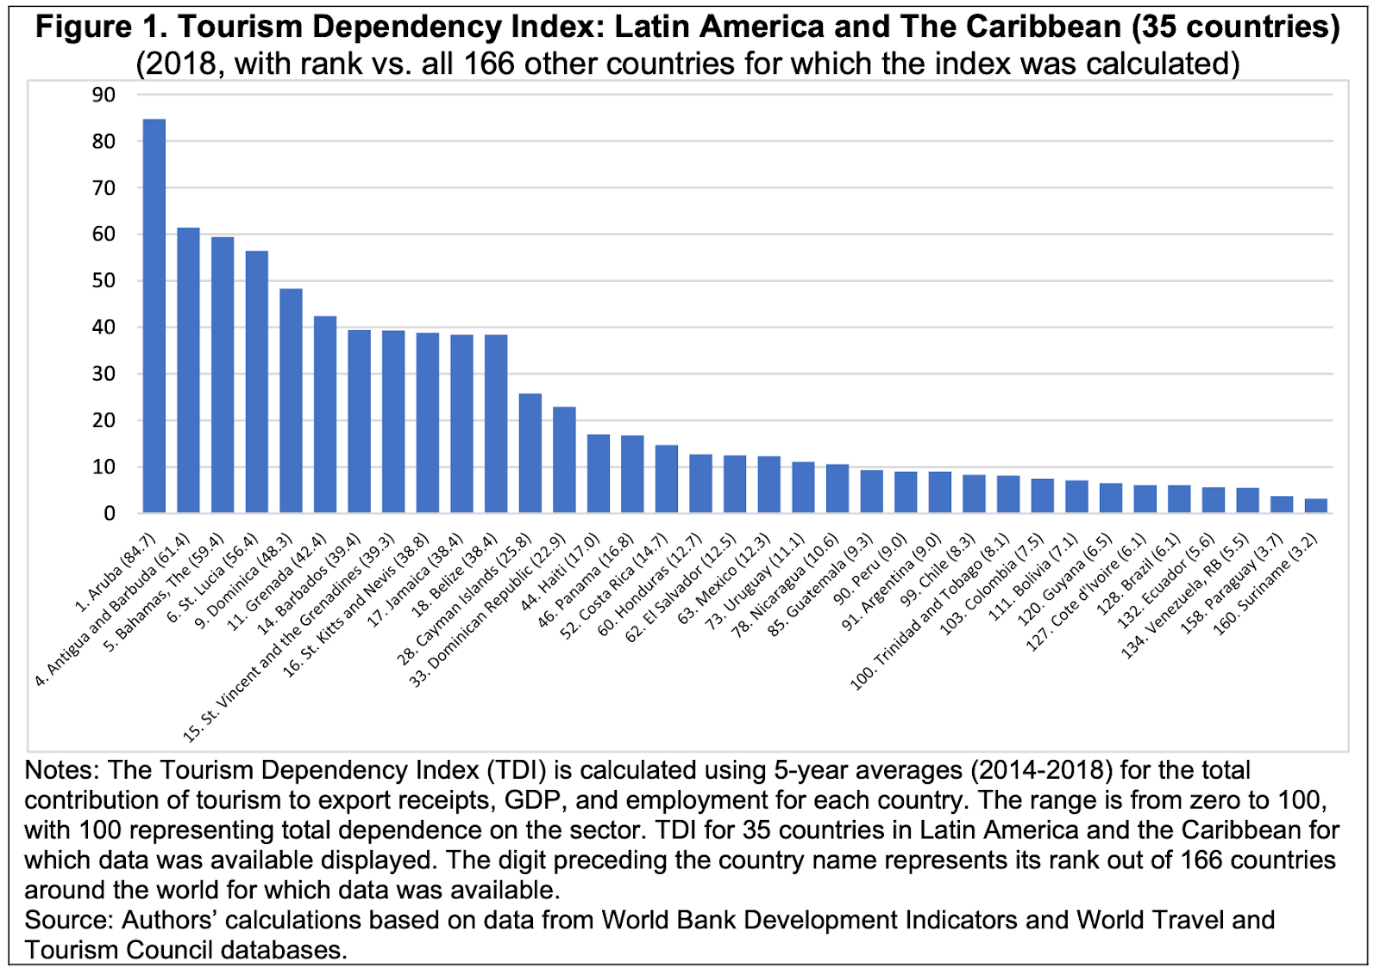 Figure 1. Tourism Dependency Index: Latin America and The Caribbean (35 countries)
(2018, with rank vs. all 166 other countries for which the index was calculated)
90
80
70
60
50
40
30
20
10
0
1. Aruba (84.7)
4. Antigua and Barbuda (61.4)
5. Bahamas, The (59.4)
6. St. Lucia (56.4)
9. Dominica (48.3)
11. Grenada (42.4)
14. Barbados (39.4)
15. St. Vincent and the Grenadines (39.3)
16. St. Kitts and Nevis (38.8)
17. Jamaica (38.4)
18. Belize (38.4)
28. Cayman Islands (25.8)
33. Dominican Republic (22.9)
44. Haiti (17.0)
46. Panama (16.8)
52. Costa Rica (14.7)
60. Honduras (12.7)
62. El Salvador (12.5)
63. Mexico (12.3)
73. Uruguay (11.1)
78. Nicaragua (10.6)
85. Guatemala (9.3)
90. Peru (9.0)
91. Argentina (9.0)
99. Chile (8.3)
100. Trinidad and Tobago (8.1)
103. Colombia (7.5)
111. Bolivia (7.1)
120. Guyana (6.5)
127. Cote d'Ivoire (6.1)
128. Brazil (6.1)
132. Ecuador (5.6)
134. Venezuela, RB (5.5)
158. Paraguay (3.7)
160. Suriname (3.2)
Notes: The Tourism Dependency Index (TDI) is calculated using 5-year averages (2014-2018) for the total
contribution of tourism to export receipts, GDP, and employment for each country. The range is from zero to 100,
with 100 representing total dependence on the sector. TDI for 35 countries in Latin America and the Caribbean for
which data was available displayed. The digit preceding the country name represents its rank out of 166 countries
around the world for which data was available.
Source: Authors' calculations based on data from World Bank Development Indicators and World Travel and
Tourism Council databases.